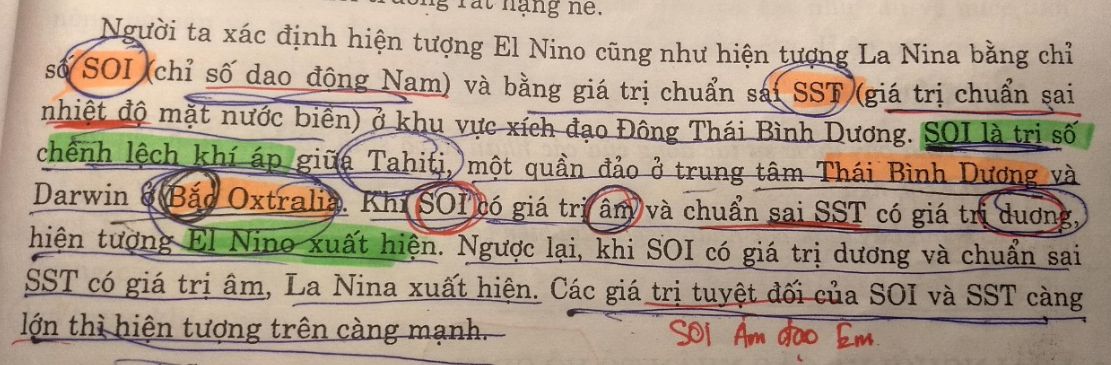 rất nặng nề.
Người ta xác định hiện tượng El Nino cũng như hiện tượng La Nina bằng chỉ
số SOI (chỉ số dao động Nam) và bằng giá trị chuẩn sai SST (giá trị chuẩn sai
nhiệt độ mặt nước biển) ở khu vực xích đạo Đông Thái Bình Dương. SOI là trị số
chênh lệch khí áp giữa Tahiti, một quần đảo ở trung tâm Thái Bình Dương và
Darwin ở Bắc Oxtralia. Khi SOI có giá trị âm và chuẩn sai SST có giá trị dương,
hiện tượng El Nino xuất hiện. Ngược lại, khi SOI có giá trị dương và chuẩn sai
SST có giá trị âm, La Nina xuất hiện. Các giá trị tuyệt đối của SOI và SST càng
lớn thì hiện tượng trên càng mạnh.
SOI Âm đạo Em